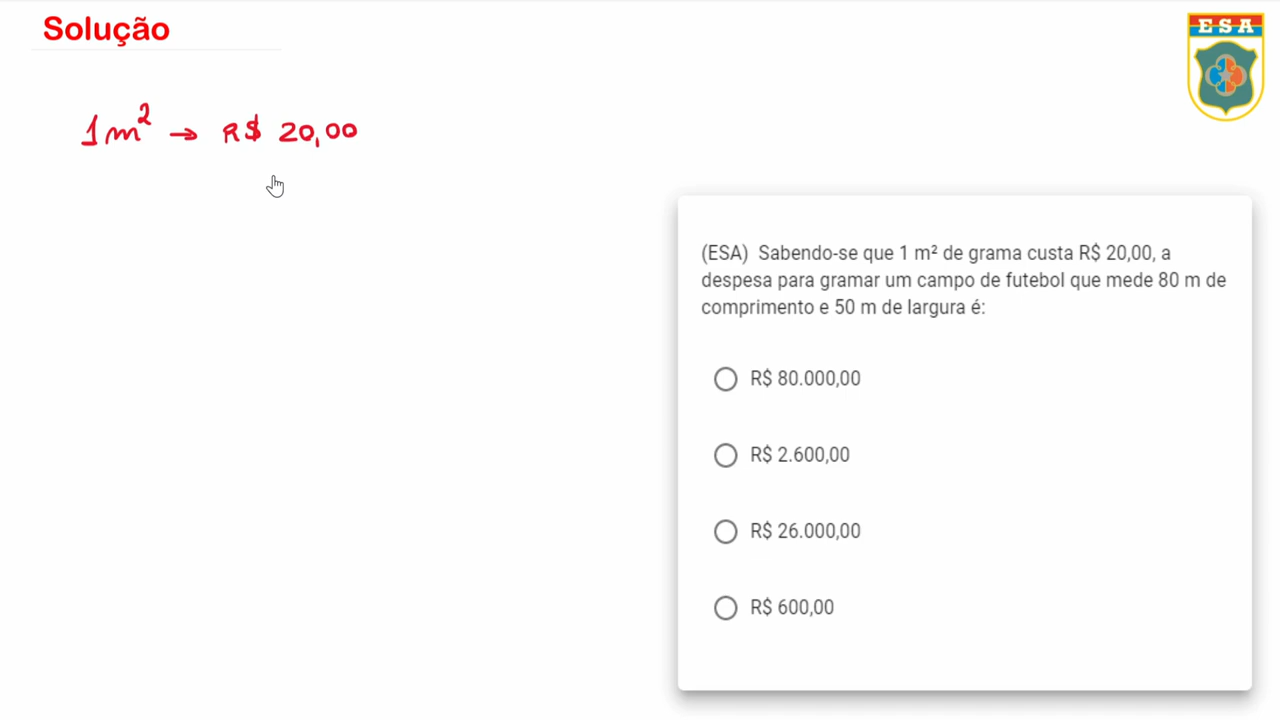 Solução
ESA
1m² → R$ 20,00
(ESA) Sabendo-se que 1 m² de grama custa R$ 20,00, a
despesa para gramar um campo de futebol que mede 80 m de
comprimento e 50 m de largura é:
R$ 80.000,00
R$ 2.600,00
R$ 26.000,00
R$ 600,00